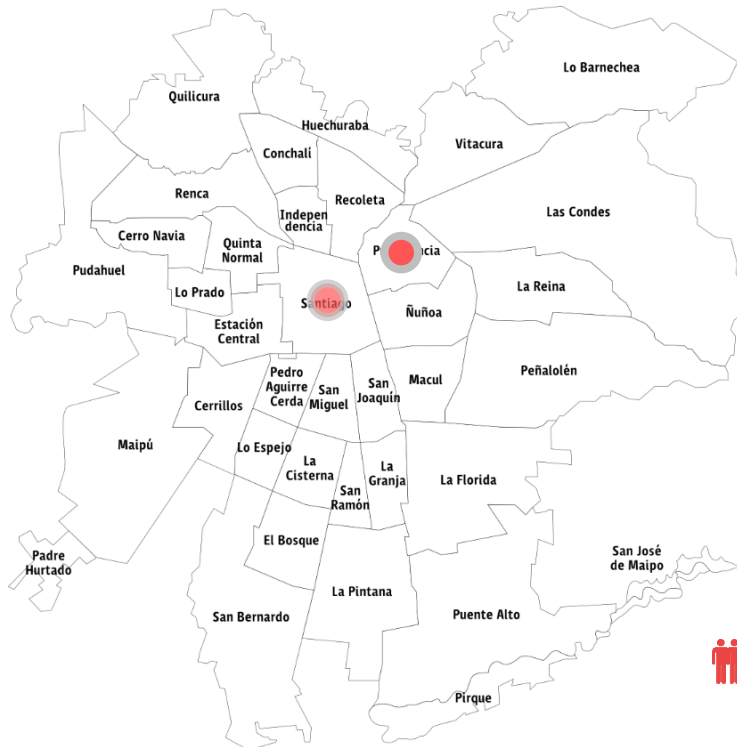 Lo Barnechea
Quilicura
Huechuraba
Vitacura
Conchalí
Renca
Recoleta
Indepen
dencia
Las Condes
Cerro Navia
Quinta
Normal
Pudahuel
La Reina
Lo Prado
Santiago
Ñuñoa
Estación
Central
Peñalolén
Pedro
Aguirre
Cerda
San
Miguel
San
Joaquín
Macul
Cerrillos
Maipú
Lo Espejo
La
Cisterna
La
Granja
La Florida
San
Ramón
El Bosque
Padre
Hurtado
San José
de Maipo
La Pintana
San Bernardo
Puente Alto
Pirque